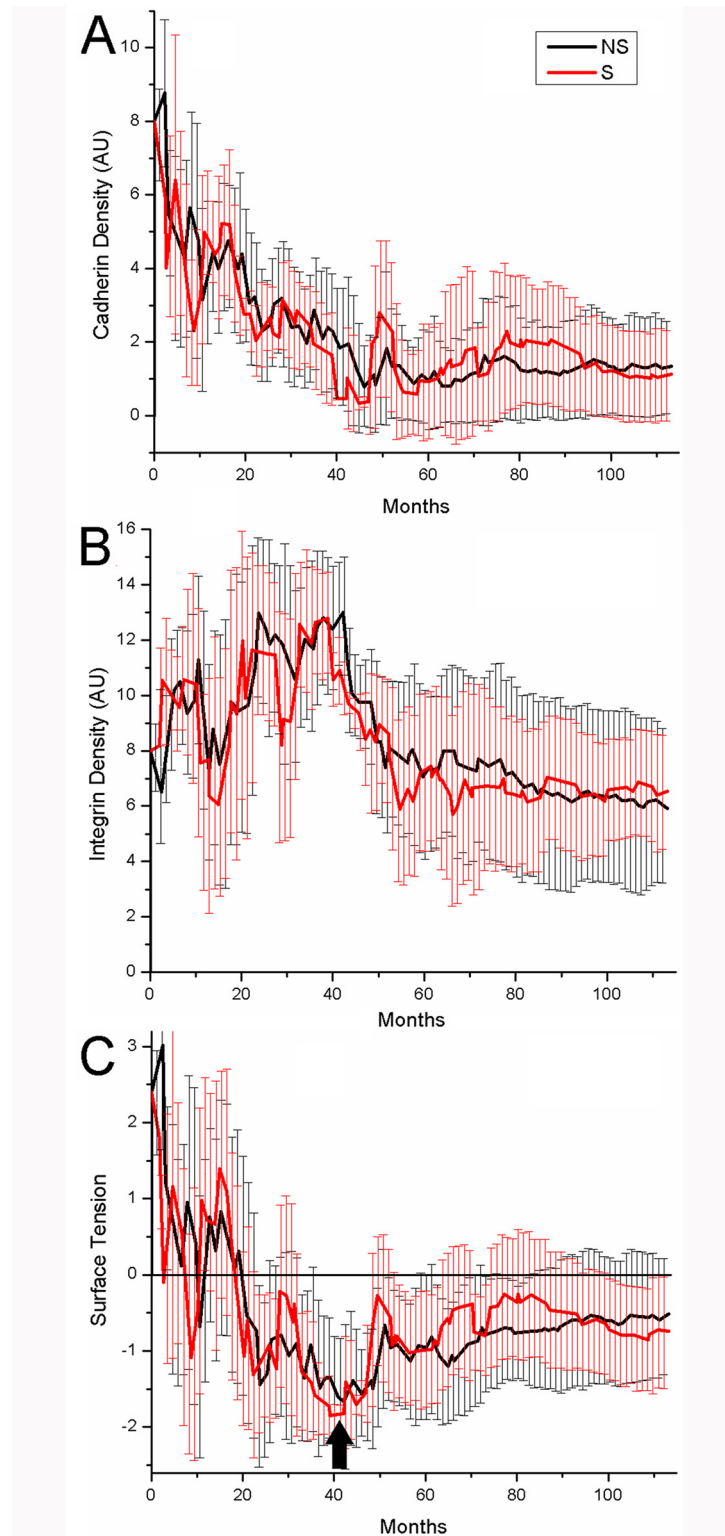 A
NS
S
Cadherin Density (AU)
10
8
6
4
2
0
0 20 40 60 80 100
Months
B
Integrin Density (AU)
16
14
12
10
8
6
4
2
0
0 20 40 60 80 100
Months
C
Surface Tension
3
2
1
0
-1
-2
0 20 40 60 80 100
Months